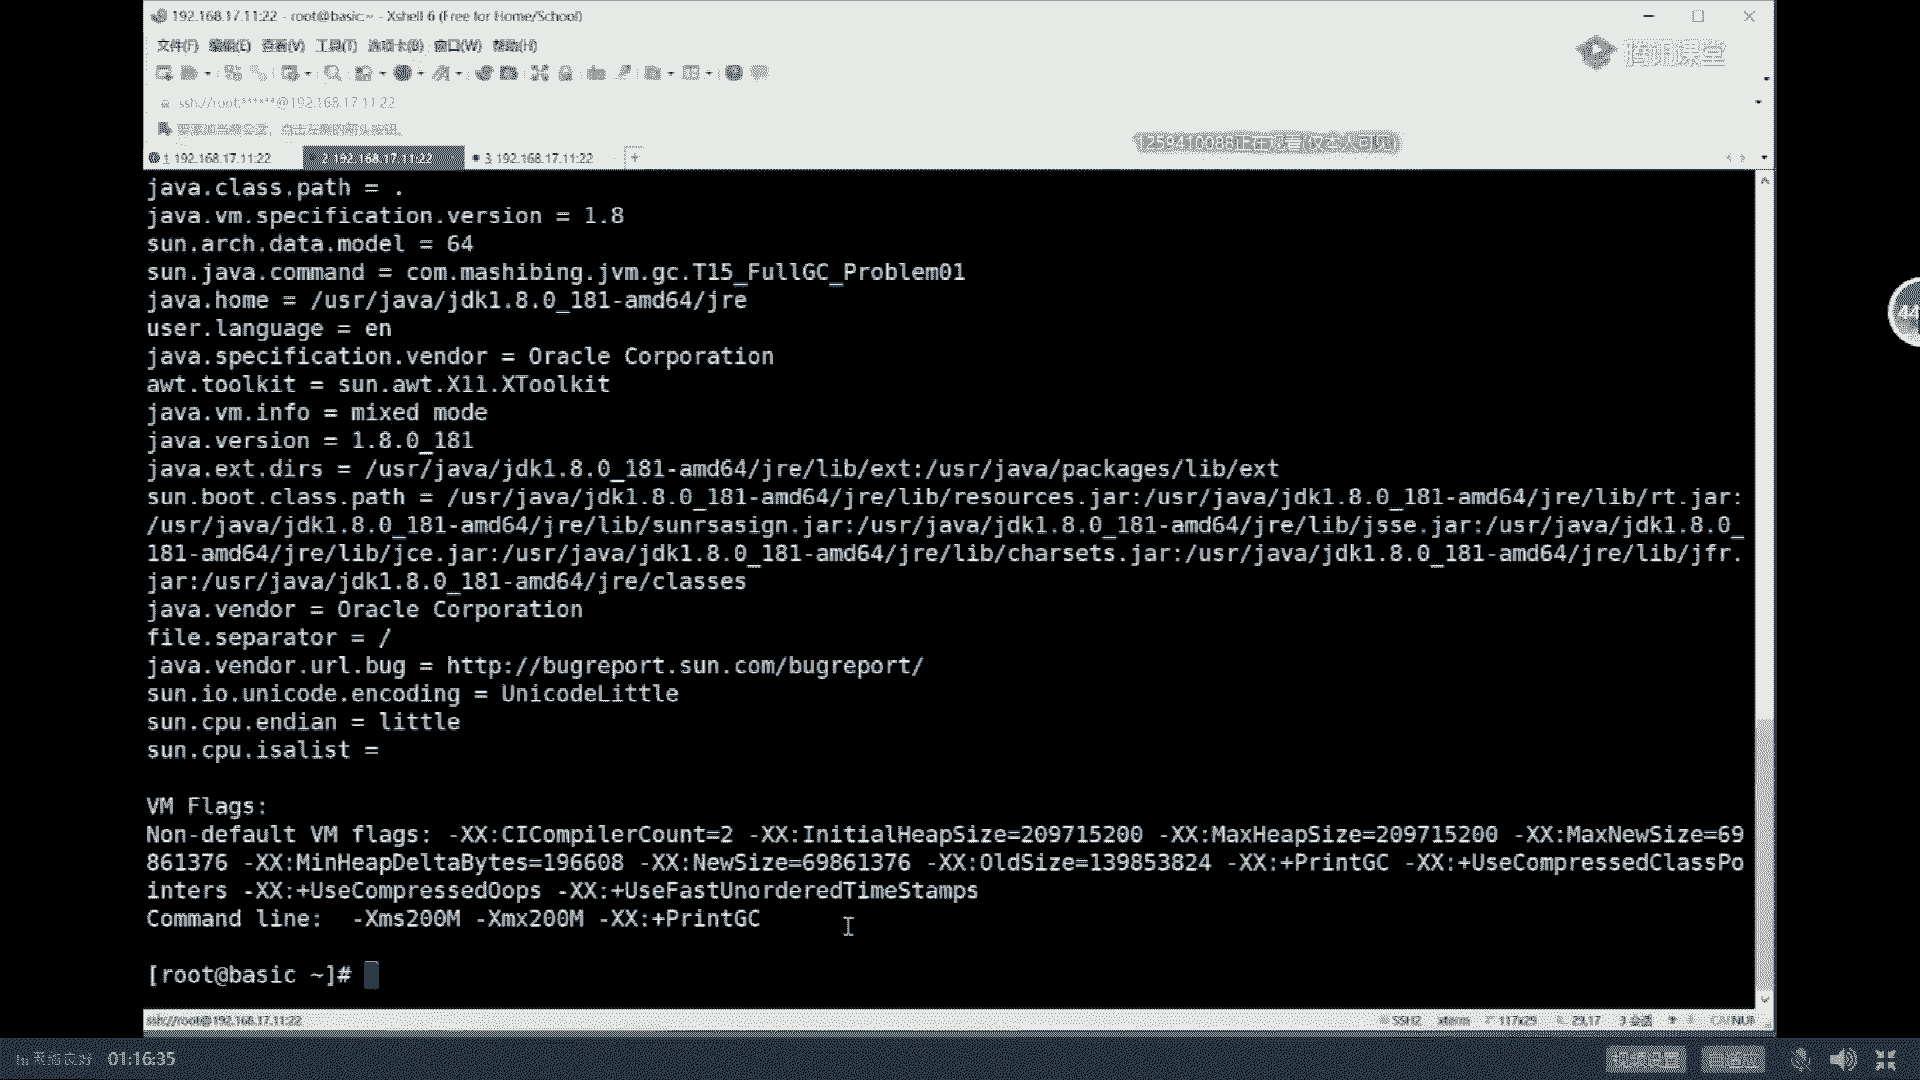 192.168.17.11:22 - root@basic:~ - Xshell 6 (Free for Home/School)
文件(F) 编辑(E) 查看(V) 工具(T) 选项卡(B) 窗口(W) 帮助(H)
腾讯课堂
ssh://root:******@192.168.17.11:22
要添加当前会话，点击左侧的箭头按钮。
1259410088正在观看(仅本人可见)
1 192.168.17.11:22
2 192.168.17.11:22
3 192.168.17.11:22
+
java.class.path = .
java.vm.specification.version = 1.8
sun.arch.data.model = 64
sun.java.command = com.mashibing.jvm.gc.T15_FullGC_Problem01
java.home = /usr/java/jdk1.8.0_181-amd64/jre
user.language = en
java.specification.vendor = Oracle Corporation
awt.toolkit = sun.awt.X11.XToolkit
java.vm.info = mixed mode
java.version = 1.8.0_181
java.ext.dirs = /usr/java/jdk1.8.0_181-amd64/jre/lib/ext:/usr/java/packages/lib/ext
sun.boot.class.path = /usr/java/jdk1.8.0_181-amd64/jre/lib/resources.jar:/usr/java/jdk1.8.0_181-amd64/jre/lib/rt.jar:
/usr/java/jdk1.8.0_181-amd64/jre/lib/sunrsasign.jar:/usr/java/jdk1.8.0_181-amd64/jre/lib/jsse.jar:/usr/java/jdk1.8.0_
181-amd64/jre/lib/jce.jar:/usr/java/jdk1.8.0_181-amd64/jre/lib/charsets.jar:/usr/java/jdk1.8.0_181-amd64/jre/lib/jfr.
jar:/usr/java/jdk1.8.0_181-amd64/jre/classes
java.vendor = Oracle Corporation
file.separator = /
java.vendor.url.bug = http://bugreport.sun.com/bugreport/
sun.io.unicode.encoding = UnicodeLittle
sun.cpu.endian = little
sun.cpu.isalist =
VM Flags:
Non-default VM flags: -XX:CICompilerCount=2 -XX:InitialHeapSize=209715200 -XX:MaxHeapSize=209715200 -XX:MaxNewSize=69
861376 -XX:MinHeapDeltaBytes=196608 -XX:NewSize=69861376 -XX:OldSize=139853824 -XX:+PrintGC -XX:+UseCompressedClassPo
inters -XX:+UseCompressedOops -XX:+UseFastUnorderedTimeStamps
Command line:  -Xms200M -Xmx200M -XX:+PrintGC
[root@basic ~]#
44
ssh://root@192.168.17.11:22
SSH2 xterm 117x29 29,17 3 会话 CAP NUM
网络良好 01:16:35
视频设置 自适应